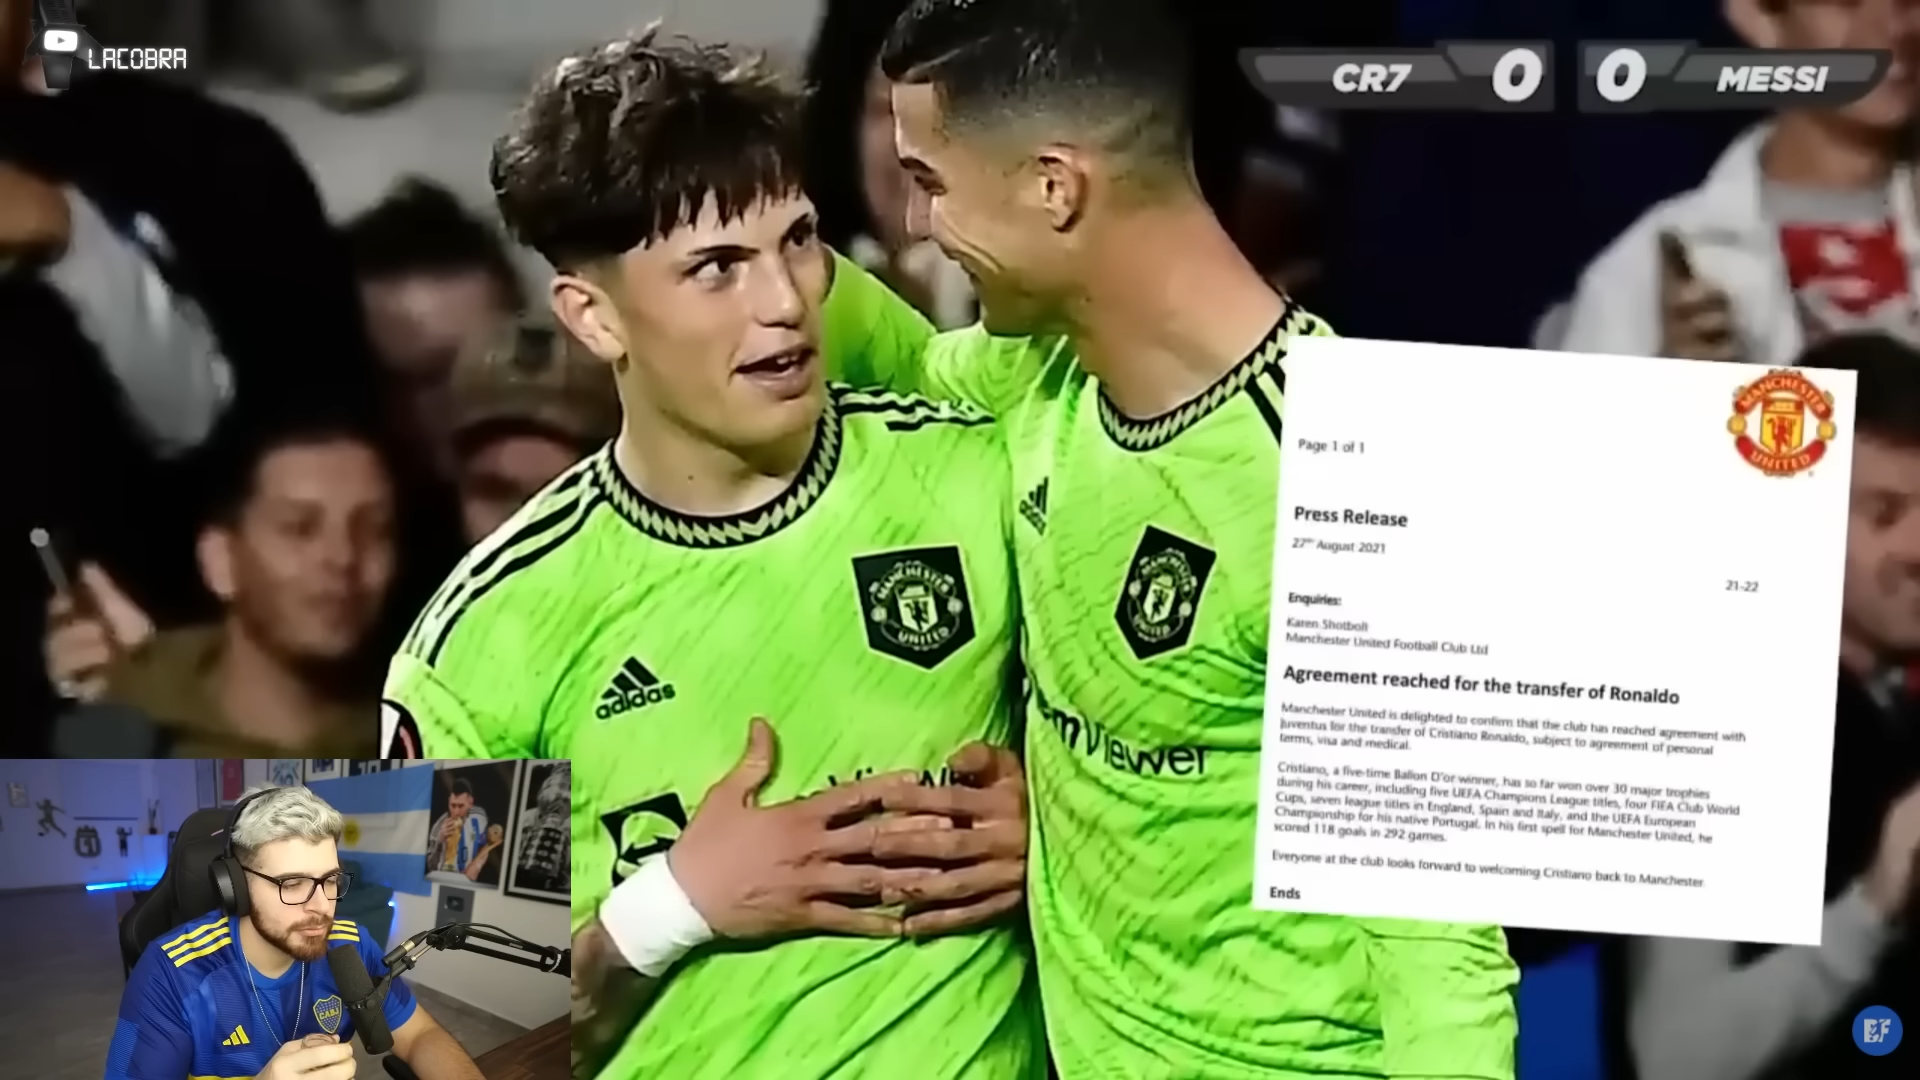 LACOBRA
CR7 0 0 MESSI
MANCHESTER
UNITED
Page 1 of 1
Press Release
27th August 2021
21-22
Enquiries:
Karen Shotbolt
Manchester United Football Club Ltd
Agreement reached for the transfer of Ronaldo
Manchester United is delighted to confirm that the club has reached agreement with
Juventus for the transfer of Cristiano Ronaldo, subject to agreement of personal
terms, visa and medical.
Cristiano, a five-time Ballon D'or winner, has so far won over 30 major trophies
during his career, including five UEFA Champions League titles, four FIFA Club World
Cups, seven league titles in England, Spain and Italy, and the UEFA European
Championship for his native Portugal. In his first spell for Manchester United, he
scored 118 goals in 292 games.
Everyone at the club looks forward to welcoming Cristiano back to Manchester
Ends
MANCHESTER
UNITED
MANCHESTER
UNITED
adidas
adidas
mViewer
CABJ
BF